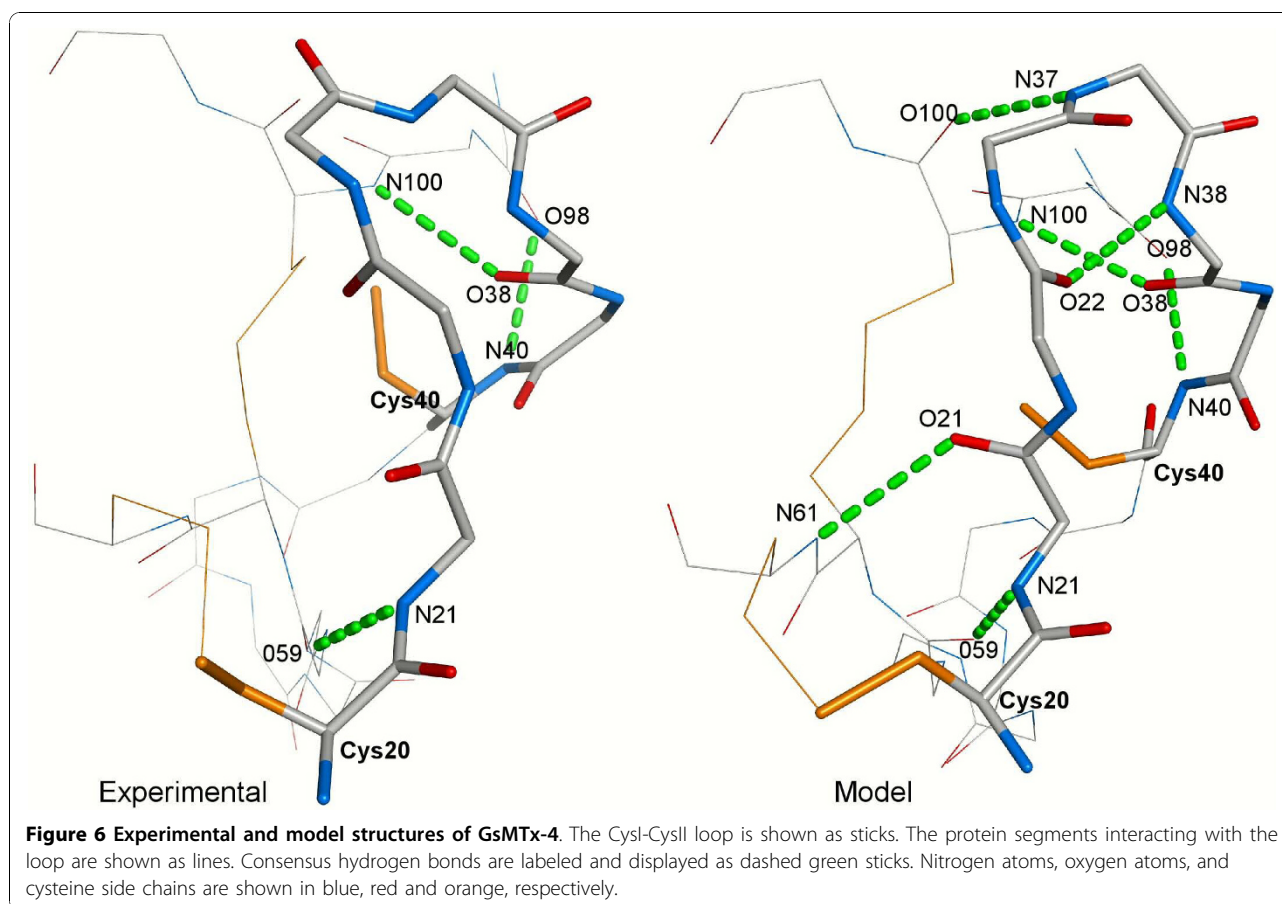 N100
O98
O38
N40
Cys40
N21
059
Cys20
Experimental
N37
O100
N38
N100
O98
O22
O38
N40
O21
Cys40
N61
N21
059
Cys20
Model
Figure 6 Experimental and model structures of GsMTx-4. The CysI-CysII loop is shown as sticks. The protein segments interacting with the
loop are shown as lines. Consensus hydrogen bonds are labeled and displayed as dashed green sticks. Nitrogen atoms, oxygen atoms, and
cysteine side chains are shown in blue, red and orange, respectively.